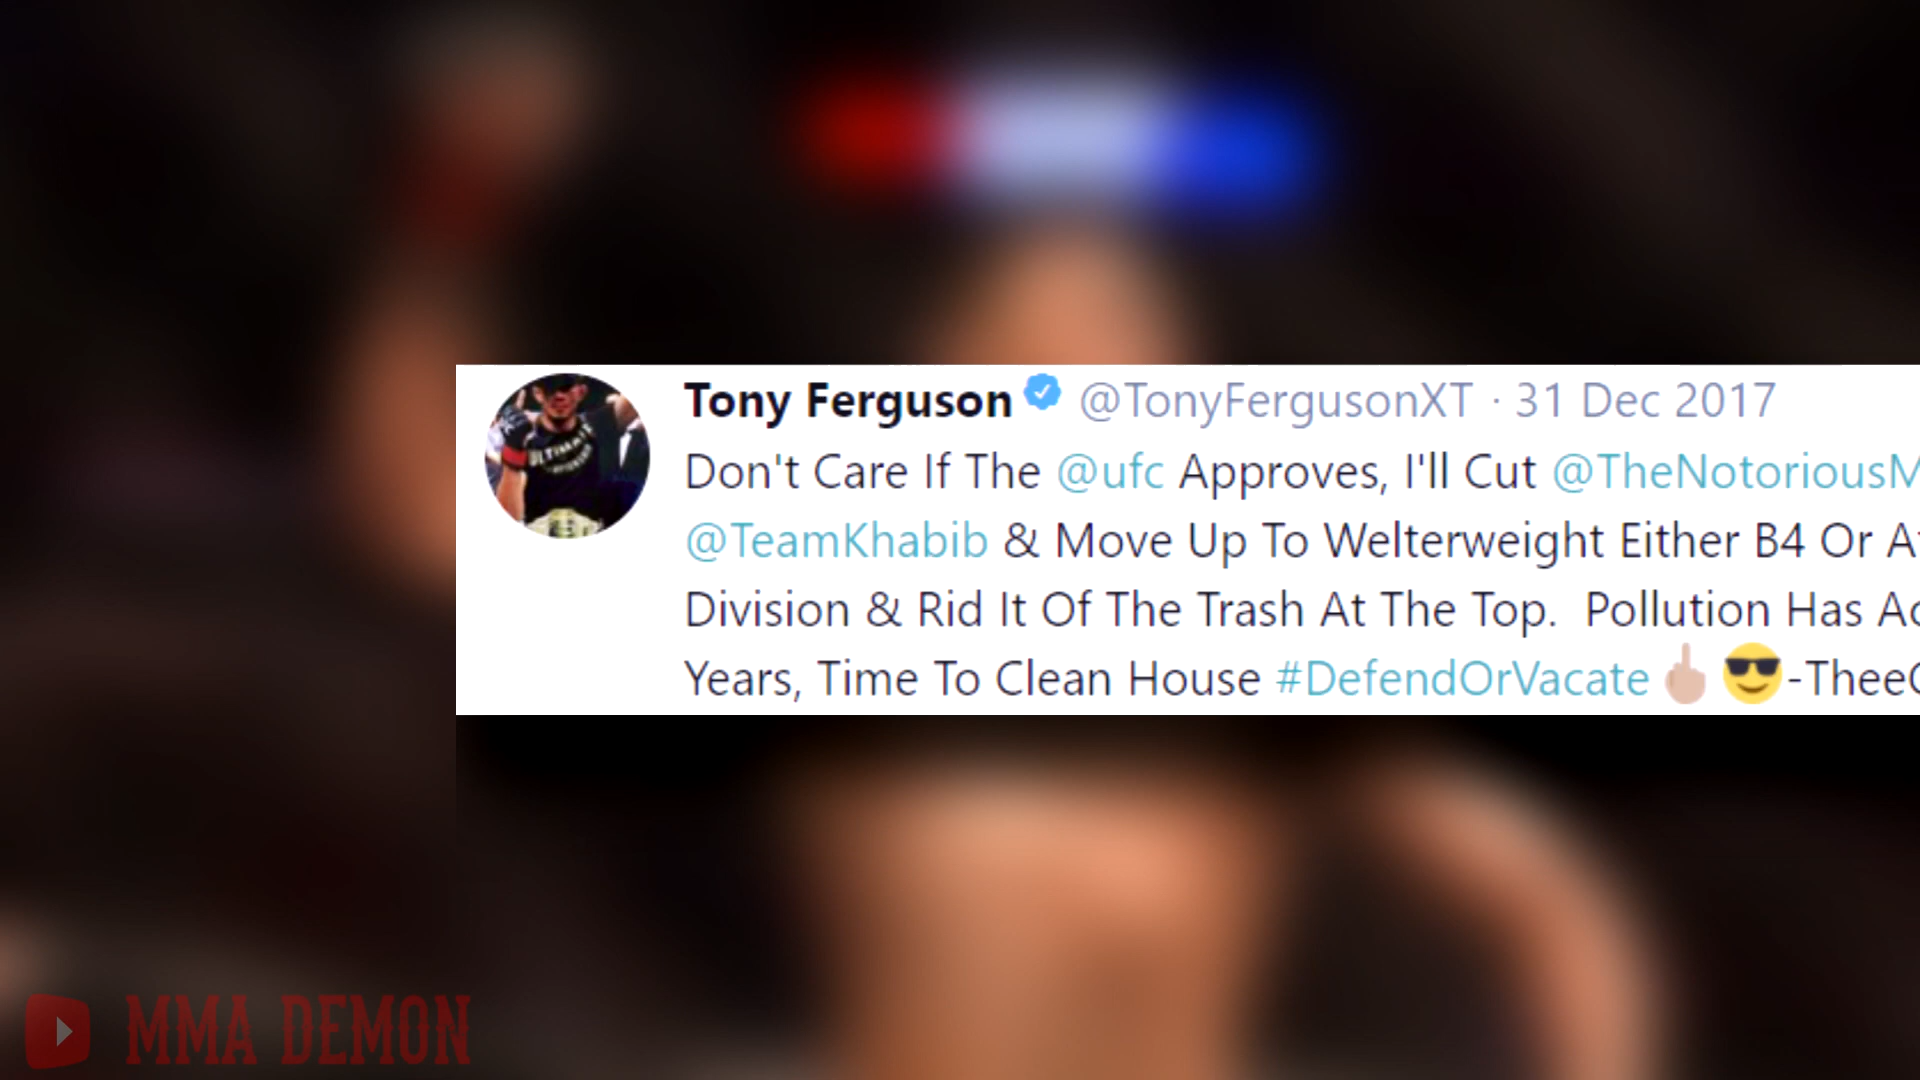 Tony Ferguson @TonyFergusonXT · 31 Dec 2017
Don't Care If The @ufc Approves, I'll Cut @TheNotoriousM
@TeamKhabib & Move Up To Welterweight Either B4 Or
Division & Rid It Of The Trash At The Top. Pollution Has
Years, Time To Clean House #DefendOrVacate🖕🏼😎-Thee
MMA DEMON